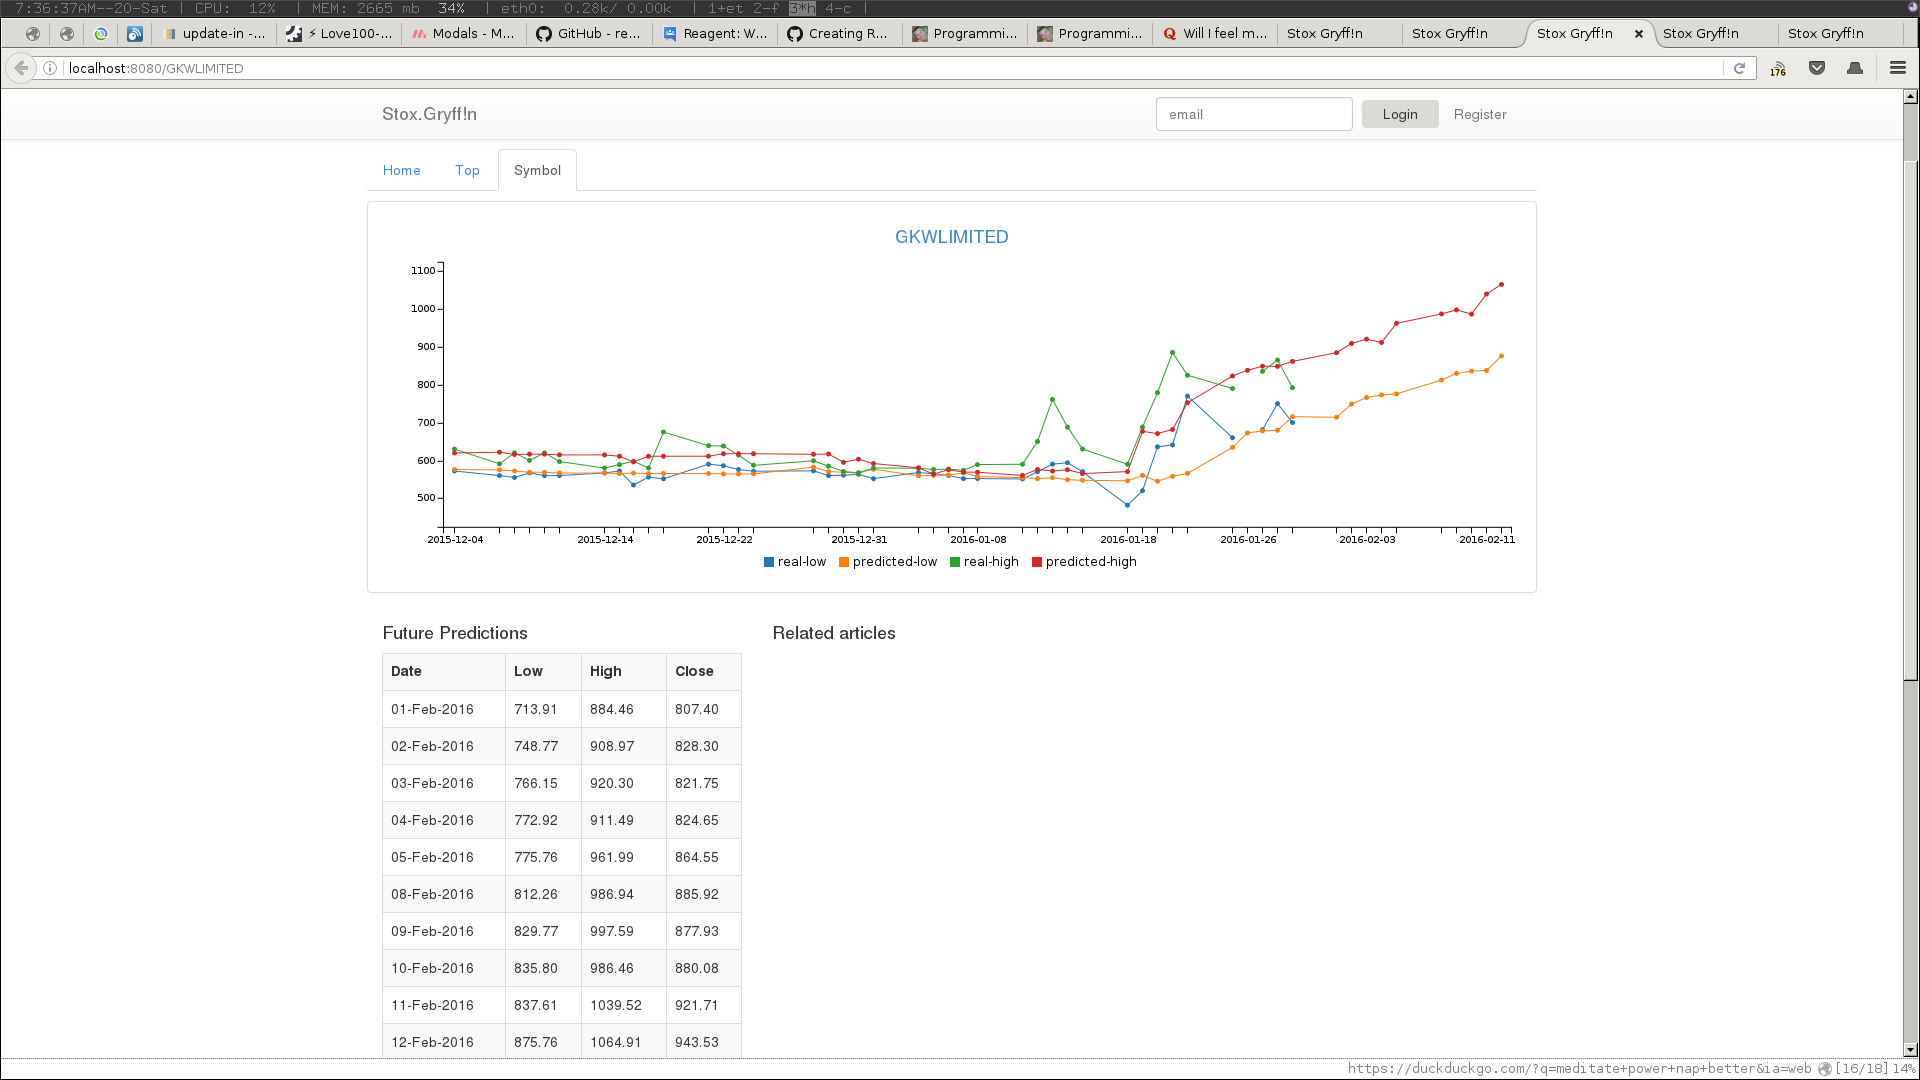 7:36:37AM--20-Sat | CPU: 12% | MEM: 2665 mb 34% | eth0: 0.28k/ 0.00k | 1+et 2-f 3*h 4-c |
update-in -... ⚡ Love100-... Modals - M... GitHub - re... Reagent: W... Creating R... Programmi... Programmi... Will I feel m... Stox Gryff!n Stox Gryff!n Stox Gryff!n × Stox Gryff!n Stox Gryff!n
localhost:8080/GKWLIMITED 176
Stox.Gryff!n email Login Register
Home Top Symbol
GKWLIMITED
1100
1000
900
800
700
600
500
2015-12-04 2015-12-14 2015-12-22 2015-12-31 2016-01-08 2016-01-18 2016-01-26 2016-02-03 2016-02-11
real-low predicted-low real-high predicted-high
Future Predictions Related articles
Date Low High Close
01-Feb-2016 713.91 884.46 807.40
02-Feb-2016 748.77 908.97 828.30
03-Feb-2016 766.15 920.30 821.75
04-Feb-2016 772.92 911.49 824.65
05-Feb-2016 775.76 961.99 864.55
08-Feb-2016 812.26 986.94 885.92
09-Feb-2016 829.77 997.59 877.93
10-Feb-2016 835.80 986.46 880.08
11-Feb-2016 837.61 1039.52 921.71
12-Feb-2016 875.76 1064.91 943.53
https://duckduckgo.com/?q=meditate+power+nap+better&ia=web [16/18] 14%